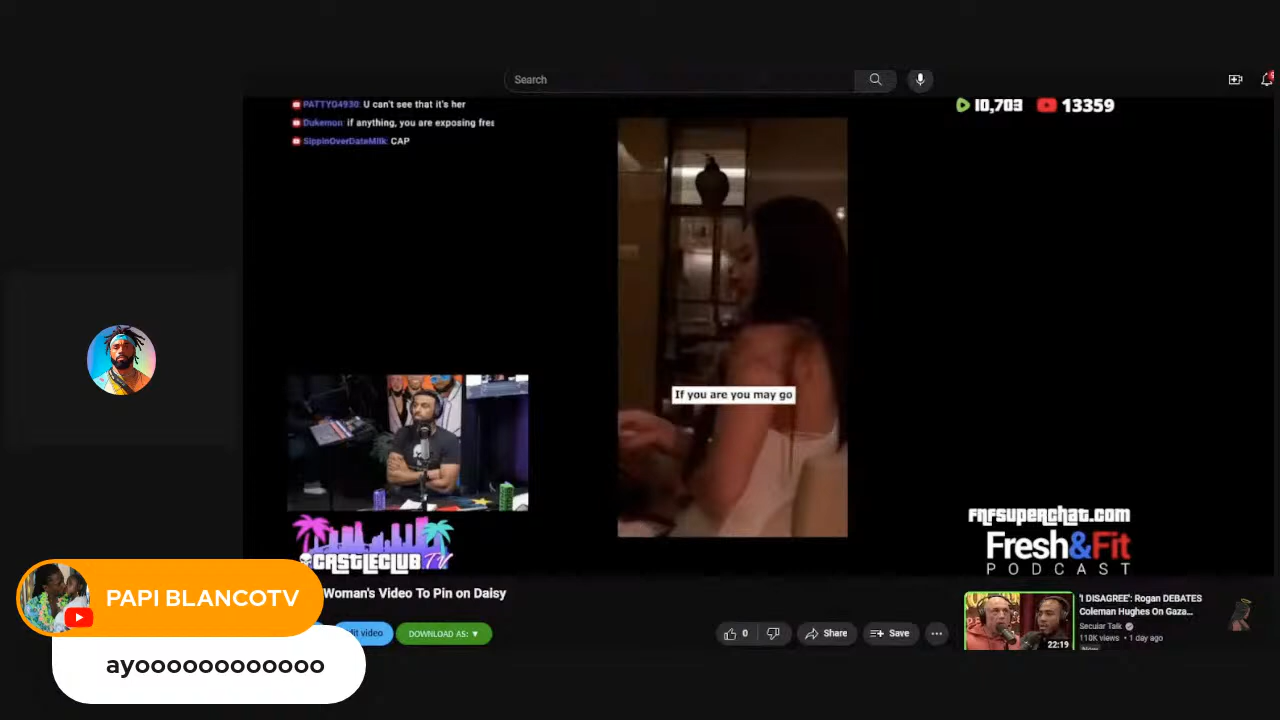 Search
PATTYG4930: U can't see that it's her
Dukemon: if anything, you are exposing fres
SippinOverDateMilk: CAP
10,703 13359
If you are you may go
CASTLECLUB TV
fnfsuperchat.com
Fresh&Fit
PODCAST
Woman's Video To Pin on Daisy
dit video
DOWNLOAD AS: ▼
0
Share
Save
'I DISAGREE': Rogan DEBATES
Coleman Hughes On Gaza...
Secular Talk
110K views • 1 day ago
New
22:19
PAPI BLANCOTV
ayoooooooooooo